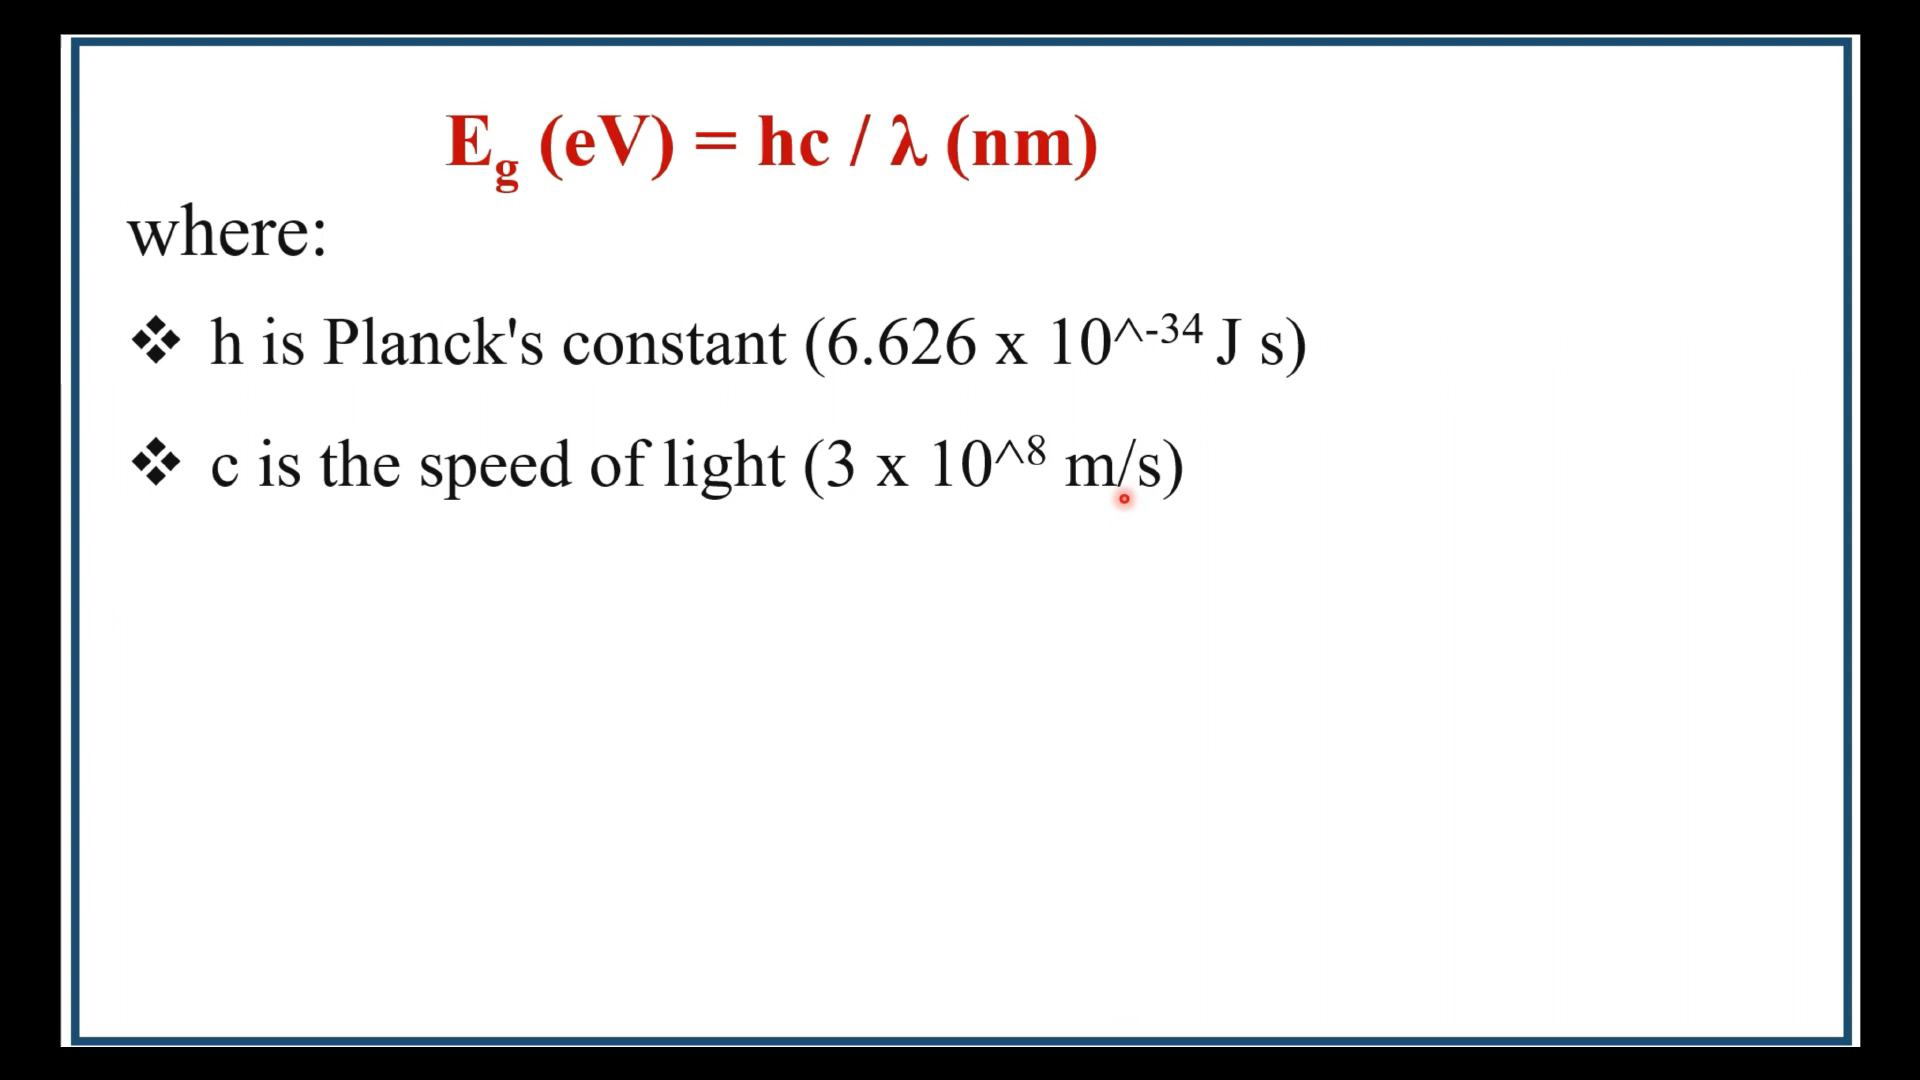 Eg (eV) = hc / λ (nm)
where:
❖ h is Planck's constant (6.626 x 10^-34 J s)
❖ c is the speed of light (3 x 10^8 m/s)